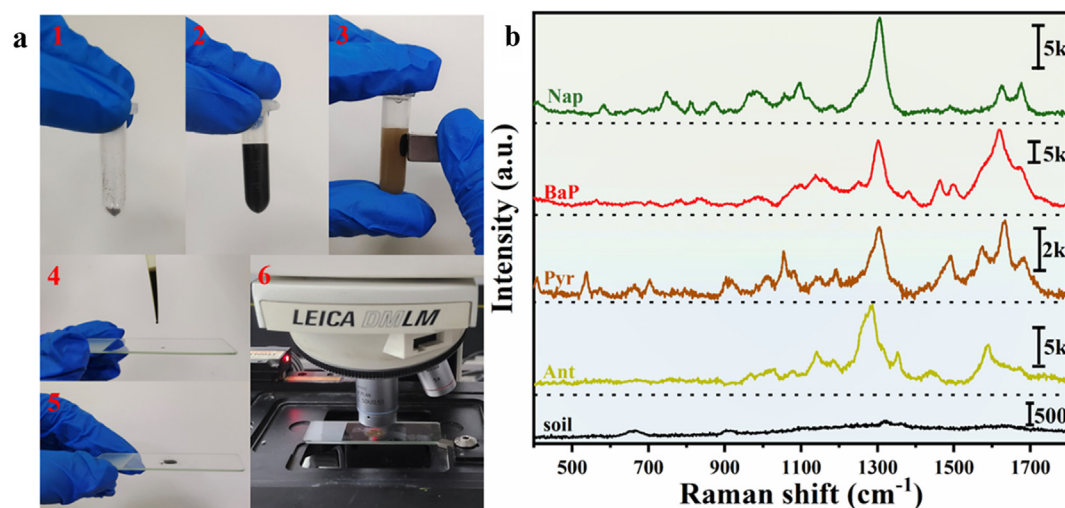 a
1
2
3
4
5
6
LEICA DMLM
b
Nap
5k
BaP
5k
Pyr
2k
Ant
5k
soil
500
Intensity (a.u.)
500 700 900 1100 1300 1500 1700
Raman shift (cm⁻¹)